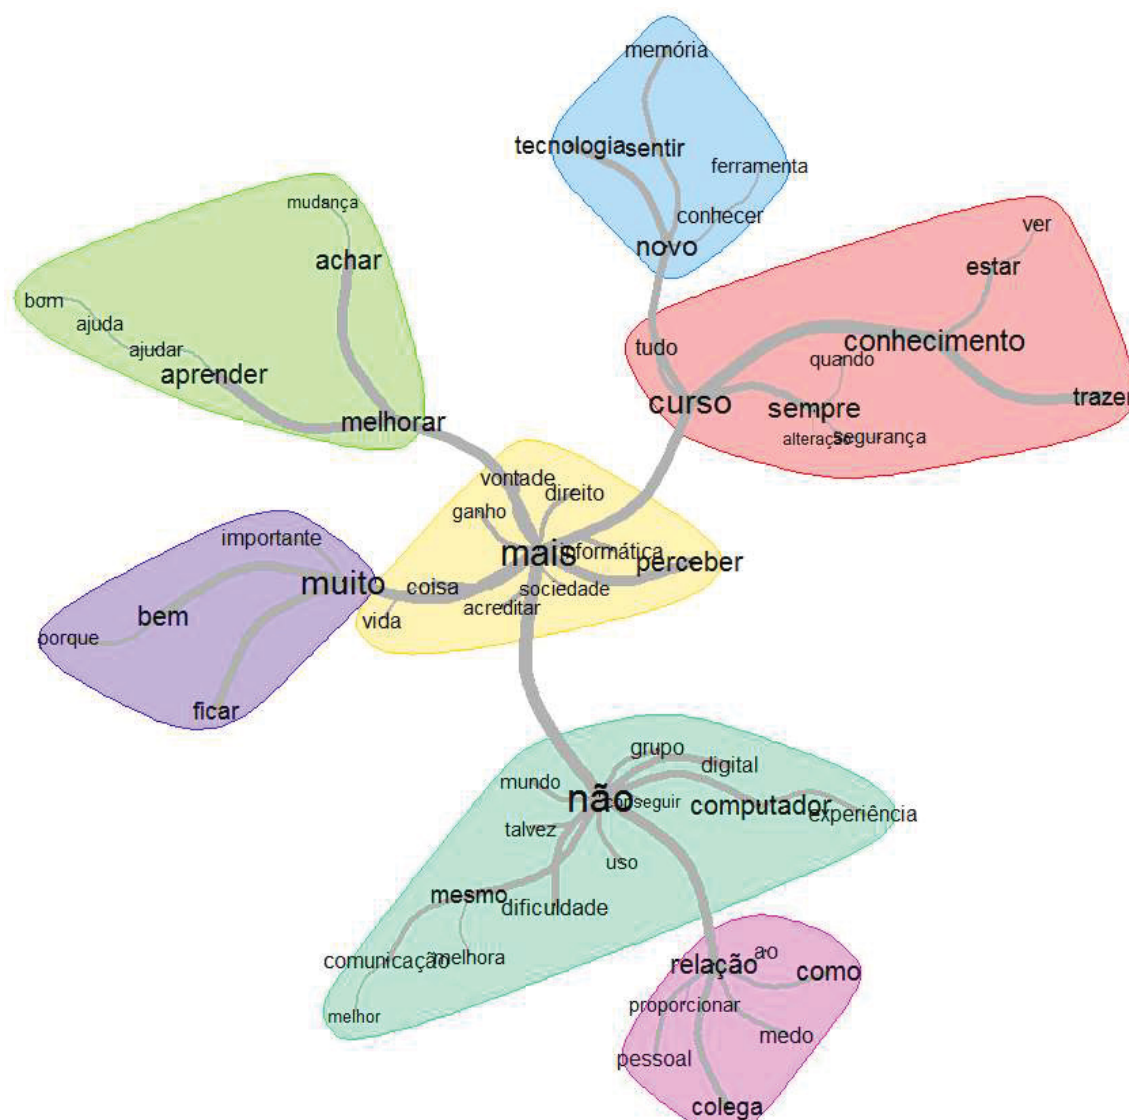 memória
tecnologia
sentir
ferramenta
conhecer
novo
mudança
achar
bom
ajuda
ajudar
aprender
melhorar
ver
estar
tudo
conhecimento
quando
curso
sempre
trazer
alteração
segurança
vontade
direito
ganho
mais
informática
perceber
coisa
sociedade
acreditar
vida
importante
muito
bem
porque
ficar
grupo
digital
mundo
não
conseguir
computador
experiência
talvez
uso
mesmo
dificuldade
comunicação
melhora
melhor
relação
ao
como
proporcionar
medo
pessoal
colega